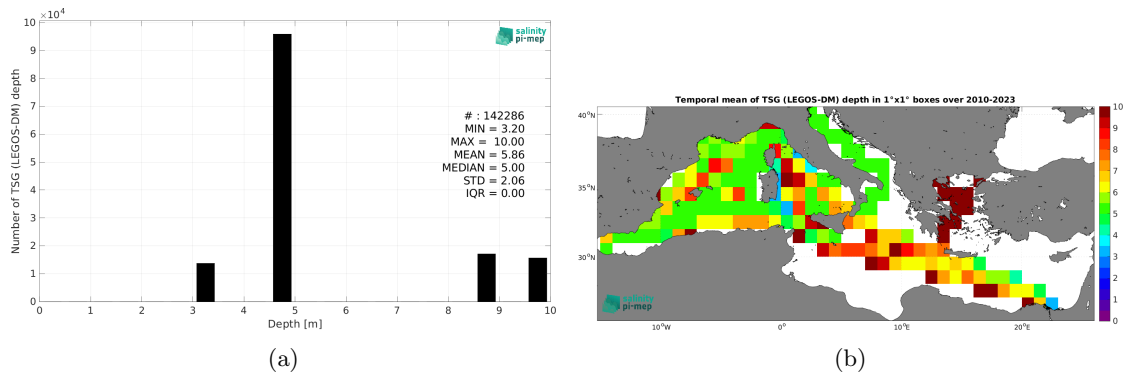 ×10⁴
10
9
8
7
6
5
4
3
2
1
0
Number of TSG (LEGOS-DM) depth
salinity
pi-mep
# : 142286
MIN = 3.20
MAX = 10.00
MEAN = 5.86
MEDIAN = 5.00
STD = 2.06
IQR = 0.00
0 1 2 3 4 5 6 7 8 9 10
Depth [m]
(a)
Temporal mean of TSG (LEGOS-DM) depth in 1°x1° boxes over 2010-2023
40°N
35°N
30°N
salinity
pi-mep
10°W 0° 10°E 20°E
10
9
8
7
6
5
4
3
2
1
0
(b)